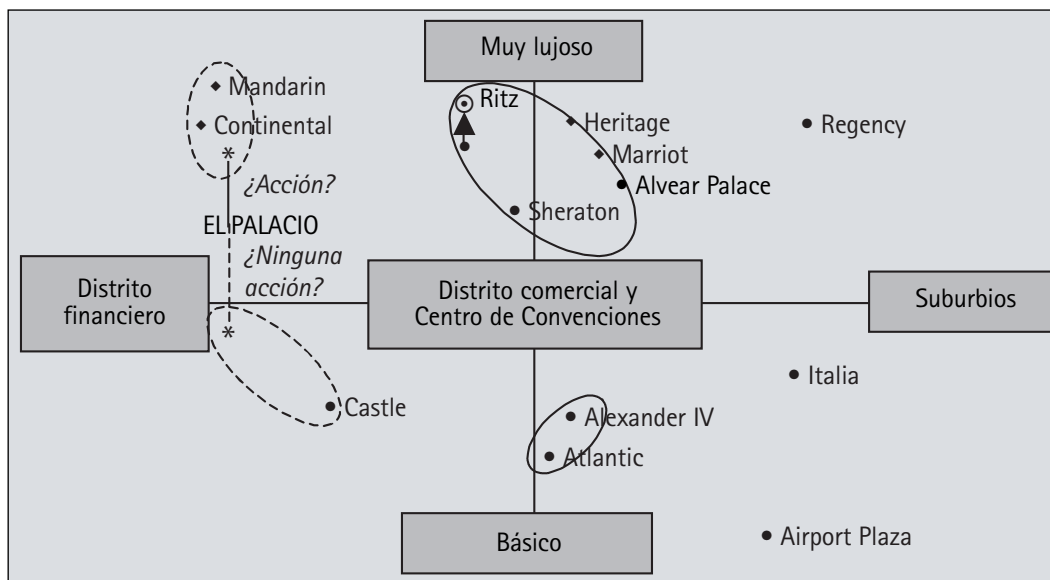 Muy lujoso
Mandarin
Ritz
Continental
Heritage
Regency
*
Marriot
¿Acción?
Alvear Palace
Sheraton
EL PALACIO
¿Ninguna
acción?
Distrito
financiero
Distrito comercial y
Centro de Convenciones
Suburbios
*
Italia
Castle
Alexander IV
Atlantic
Básico
Airport Plaza